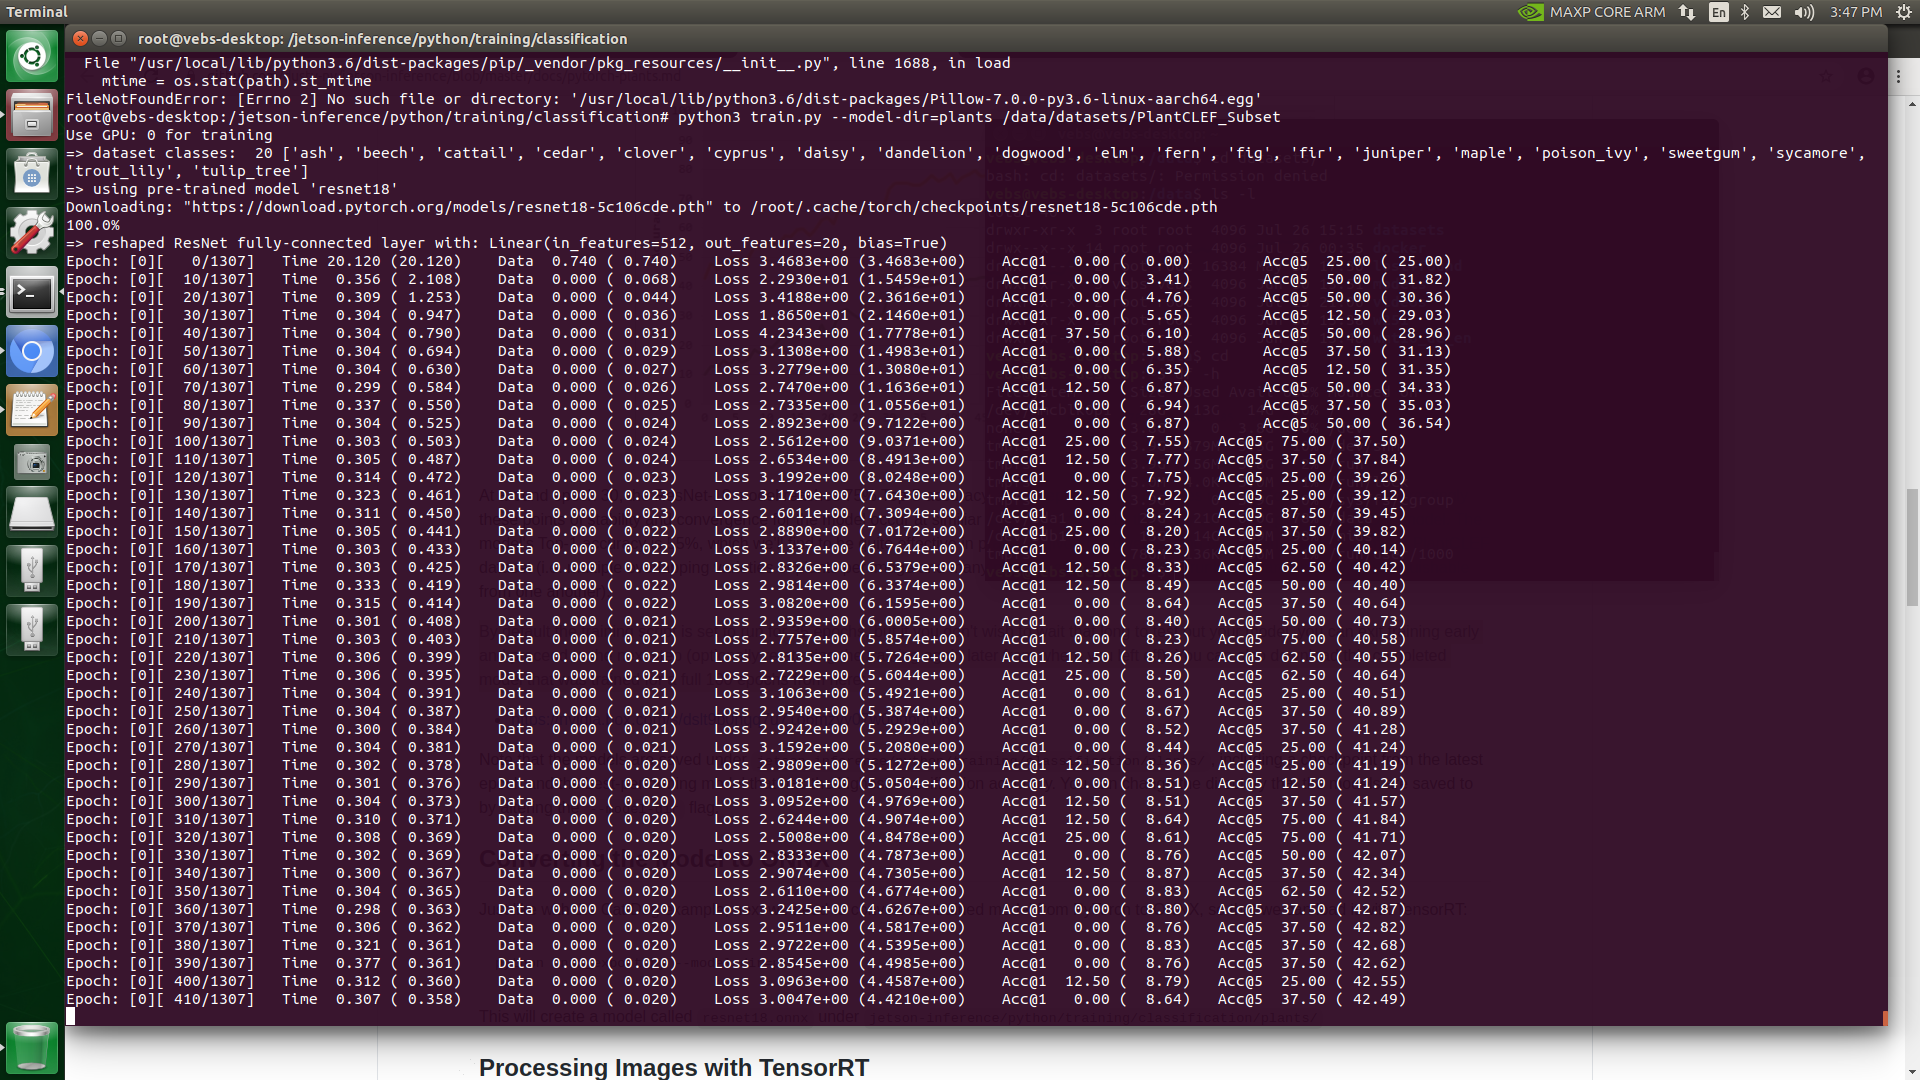 Terminal
MAXP CORE ARM
En
3:47 PM
root@vebs-desktop: /jetson-inference/python/training/classification
File "/usr/local/lib/python3.6/dist-packages/pip/_vendor/pkg_resources/__init__.py", line 1688, in load
mtime = os.stat(path).st_mtime
FileNotFoundError: [Errno 2] No such file or directory: '/usr/local/lib/python3.6/dist-packages/Pillow-7.0.0-py3.6-linux-aarch64.egg'
root@vebs-desktop:/jetson-inference/python/training/classification# python3 train.py --model-dir=plants /data/datasets/PlantCLEF_Subset
Use GPU: 0 for training
=> dataset classes:  20 ['ash', 'beech', 'cattail', 'cedar', 'clover', 'cyprus', 'daisy', 'dandelion', 'dogwood', 'elm', 'fern', 'fig', 'fir', 'juniper', 'maple', 'poison_ivy', 'sweetgum', 'sycamore',
'trout_lily', 'tulip_tree']
=> using pre-trained model 'resnet18'
Downloading: "https://download.pytorch.org/models/resnet18-5c106cde.pth" to /root/.cache/torch/checkpoints/resnet18-5c106cde.pth
100.0%
=> reshaped ResNet fully-connected layer with: Linear(in_features=512, out_features=20, bias=True)
Epoch: [0][   0/1307]   Time 20.120 (20.120)    Data  0.740 ( 0.740)    Loss 3.4683e+00 (3.4683e+00)    Acc@1   0.00 (  0.00)   Acc@5  25.00 ( 25.00)
Epoch: [0][  10/1307]   Time  0.356 ( 2.108)    Data  0.000 ( 0.068)    Loss 2.2930e+01 (1.5459e+01)    Acc@1   0.00 (  3.41)   Acc@5  50.00 ( 31.82)
Epoch: [0][  20/1307]   Time  0.309 ( 1.253)    Data  0.000 ( 0.044)    Loss 3.4188e+00 (2.3616e+01)    Acc@1   0.00 (  4.76)   Acc@5  50.00 ( 30.36)
Epoch: [0][  30/1307]   Time  0.304 ( 0.947)    Data  0.000 ( 0.036)    Loss 1.8650e+01 (2.1460e+01)    Acc@1   0.00 (  5.65)   Acc@5  12.50 ( 29.03)
Epoch: [0][  40/1307]   Time  0.304 ( 0.790)    Data  0.000 ( 0.031)    Loss 4.2343e+00 (1.7778e+01)    Acc@1  37.50 (  6.10)   Acc@5  50.00 ( 28.96)
Epoch: [0][  50/1307]   Time  0.304 ( 0.694)    Data  0.000 ( 0.029)    Loss 3.1308e+00 (1.4983e+01)    Acc@1   0.00 (  5.88)   Acc@5  37.50 ( 31.13)
Epoch: [0][  60/1307]   Time  0.304 ( 0.630)    Data  0.000 ( 0.027)    Loss 3.2779e+00 (1.3080e+01)    Acc@1   0.00 (  6.35)   Acc@5  12.50 ( 31.35)
Epoch: [0][  70/1307]   Time  0.299 ( 0.584)    Data  0.000 ( 0.026)    Loss 2.7470e+00 (1.1636e+01)    Acc@1  12.50 (  6.87)   Acc@5  50.00 ( 34.33)
Epoch: [0][  80/1307]   Time  0.337 ( 0.550)    Data  0.000 ( 0.025)    Loss 2.7335e+00 (1.0556e+01)    Acc@1   0.00 (  6.94)   Acc@5  37.50 ( 35.03)
Epoch: [0][  90/1307]   Time  0.304 ( 0.525)    Data  0.000 ( 0.024)    Loss 2.8923e+00 (9.7122e+00)    Acc@1   0.00 (  6.87)   Acc@5  50.00 ( 36.54)
Epoch: [0][ 100/1307]   Time  0.303 ( 0.503)    Data  0.000 ( 0.024)    Loss 2.5612e+00 (9.0371e+00)    Acc@1  25.00 (  7.55)   Acc@5  75.00 ( 37.50)
Epoch: [0][ 110/1307]   Time  0.305 ( 0.487)    Data  0.000 ( 0.024)    Loss 2.6534e+00 (8.4913e+00)    Acc@1  12.50 (  7.77)   Acc@5  37.50 ( 37.84)
Epoch: [0][ 120/1307]   Time  0.314 ( 0.472)    Data  0.000 ( 0.023)    Loss 3.1992e+00 (8.0248e+00)    Acc@1   0.00 (  7.75)   Acc@5  25.00 ( 39.26)
Epoch: [0][ 130/1307]   Time  0.323 ( 0.461)    Data  0.000 ( 0.023)    Loss 3.1710e+00 (7.6430e+00)    Acc@1  12.50 (  7.92)   Acc@5  25.00 ( 39.12)
Epoch: [0][ 140/1307]   Time  0.311 ( 0.450)    Data  0.000 ( 0.023)    Loss 2.6011e+00 (7.3094e+00)    Acc@1   0.00 (  8.24)   Acc@5  87.50 ( 39.45)
Epoch: [0][ 150/1307]   Time  0.305 ( 0.441)    Data  0.000 ( 0.022)    Loss 2.8890e+00 (7.0172e+00)    Acc@1  25.00 (  8.20)   Acc@5  37.50 ( 39.82)
Epoch: [0][ 160/1307]   Time  0.303 ( 0.433)    Data  0.000 ( 0.022)    Loss 3.1337e+00 (6.7644e+00)    Acc@1   0.00 (  8.23)   Acc@5  25.00 ( 40.14)
Epoch: [0][ 170/1307]   Time  0.303 ( 0.425)    Data  0.000 ( 0.022)    Loss 2.8326e+00 (6.5379e+00)    Acc@1  12.50 (  8.33)   Acc@5  62.50 ( 40.42)
Epoch: [0][ 180/1307]   Time  0.333 ( 0.419)    Data  0.000 ( 0.022)    Loss 2.9814e+00 (6.3374e+00)    Acc@1  12.50 (  8.49)   Acc@5  50.00 ( 40.40)
Epoch: [0][ 190/1307]   Time  0.315 ( 0.414)    Data  0.000 ( 0.022)    Loss 3.0820e+00 (6.1595e+00)    Acc@1   0.00 (  8.64)   Acc@5  37.50 ( 40.64)
Epoch: [0][ 200/1307]   Time  0.301 ( 0.408)    Data  0.000 ( 0.021)    Loss 2.9359e+00 (6.0005e+00)    Acc@1   0.00 (  8.40)   Acc@5  50.00 ( 40.73)
Epoch: [0][ 210/1307]   Time  0.303 ( 0.403)    Data  0.000 ( 0.021)    Loss 2.7757e+00 (5.8574e+00)    Acc@1   0.00 (  8.23)   Acc@5  75.00 ( 40.58)
Epoch: [0][ 220/1307]   Time  0.306 ( 0.399)    Data  0.000 ( 0.021)    Loss 2.8135e+00 (5.7264e+00)    Acc@1  12.50 (  8.26)   Acc@5  62.50 ( 40.55)
Epoch: [0][ 230/1307]   Time  0.306 ( 0.395)    Data  0.000 ( 0.021)    Loss 2.7229e+00 (5.6044e+00)    Acc@1  25.00 (  8.50)   Acc@5  62.50 ( 40.64)
Epoch: [0][ 240/1307]   Time  0.304 ( 0.391)    Data  0.000 ( 0.021)    Loss 3.1063e+00 (5.4921e+00)    Acc@1   0.00 (  8.61)   Acc@5  25.00 ( 40.51)
Epoch: [0][ 250/1307]   Time  0.304 ( 0.387)    Data  0.000 ( 0.021)    Loss 2.9540e+00 (5.3874e+00)    Acc@1   0.00 (  8.67)   Acc@5  37.50 ( 40.89)
Epoch: [0][ 260/1307]   Time  0.300 ( 0.384)    Data  0.000 ( 0.021)    Loss 2.9242e+00 (5.2929e+00)    Acc@1   0.00 (  8.52)   Acc@5  37.50 ( 41.28)
Epoch: [0][ 270/1307]   Time  0.304 ( 0.381)    Data  0.000 ( 0.021)    Loss 3.1592e+00 (5.2080e+00)    Acc@1   0.00 (  8.44)   Acc@5  25.00 ( 41.24)
Epoch: [0][ 280/1307]   Time  0.302 ( 0.378)    Data  0.000 ( 0.020)    Loss 2.9809e+00 (5.1272e+00)    Acc@1  12.50 (  8.36)   Acc@5  25.00 ( 41.19)
Epoch: [0][ 290/1307]   Time  0.301 ( 0.376)    Data  0.000 ( 0.020)    Loss 3.0181e+00 (5.0504e+00)    Acc@1   0.00 (  8.51)   Acc@5  12.50 ( 41.24)
Epoch: [0][ 300/1307]   Time  0.304 ( 0.373)    Data  0.000 ( 0.020)    Loss 3.0952e+00 (4.9769e+00)    Acc@1  12.50 (  8.51)   Acc@5  37.50 ( 41.57)
Epoch: [0][ 310/1307]   Time  0.310 ( 0.371)    Data  0.000 ( 0.020)    Loss 2.6244e+00 (4.9074e+00)    Acc@1  12.50 (  8.64)   Acc@5  75.00 ( 41.84)
Epoch: [0][ 320/1307]   Time  0.308 ( 0.369)    Data  0.000 ( 0.020)    Loss 2.5008e+00 (4.8478e+00)    Acc@1  25.00 (  8.61)   Acc@5  75.00 ( 41.71)
Epoch: [0][ 330/1307]   Time  0.302 ( 0.369)    Data  0.000 ( 0.020)    Loss 2.8333e+00 (4.7873e+00)    Acc@1   0.00 (  8.76)   Acc@5  50.00 ( 42.07)
Epoch: [0][ 340/1307]   Time  0.300 ( 0.367)    Data  0.000 ( 0.020)    Loss 2.9074e+00 (4.7305e+00)    Acc@1  12.50 (  8.87)   Acc@5  37.50 ( 42.34)
Epoch: [0][ 350/1307]   Time  0.304 ( 0.365)    Data  0.000 ( 0.020)    Loss 2.6110e+00 (4.6774e+00)    Acc@1   0.00 (  8.83)   Acc@5  62.50 ( 42.52)
Epoch: [0][ 360/1307]   Time  0.298 ( 0.363)    Data  0.000 ( 0.020)    Loss 3.2425e+00 (4.6267e+00)    Acc@1   0.00 (  8.80)   Acc@5  37.50 ( 42.87)
Epoch: [0][ 370/1307]   Time  0.306 ( 0.362)    Data  0.000 ( 0.020)    Loss 2.9511e+00 (4.5817e+00)    Acc@1   0.00 (  8.76)   Acc@5  37.50 ( 42.82)
Epoch: [0][ 380/1307]   Time  0.321 ( 0.361)    Data  0.000 ( 0.020)    Loss 2.9722e+00 (4.5395e+00)    Acc@1   0.00 (  8.83)   Acc@5  37.50 ( 42.68)
Epoch: [0][ 390/1307]   Time  0.377 ( 0.361)    Data  0.000 ( 0.020)    Loss 2.8545e+00 (4.4985e+00)    Acc@1   0.00 (  8.76)   Acc@5  37.50 ( 42.62)
Epoch: [0][ 400/1307]   Time  0.312 ( 0.360)    Data  0.000 ( 0.020)    Loss 3.0963e+00 (4.4587e+00)    Acc@1  12.50 (  8.79)   Acc@5  25.00 ( 42.55)
Epoch: [0][ 410/1307]   Time  0.307 ( 0.358)    Data  0.000 ( 0.020)    Loss 3.0047e+00 (4.4210e+00)    Acc@1   0.00 (  8.64)   Acc@5  37.50 ( 42.49)
This will create a model called resnet18.onnx under jetson-inference/python/training/classification/plants/
Processing Images with TensorRT